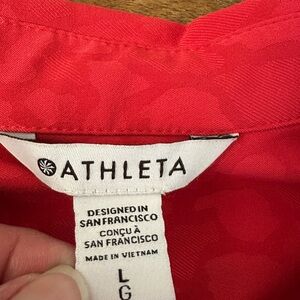 ATHLETA
DESIGNED IN
SAN FRANCISCO
CONÇU À
SAN FRANCISCO
MADE IN VIETNAM
L
G